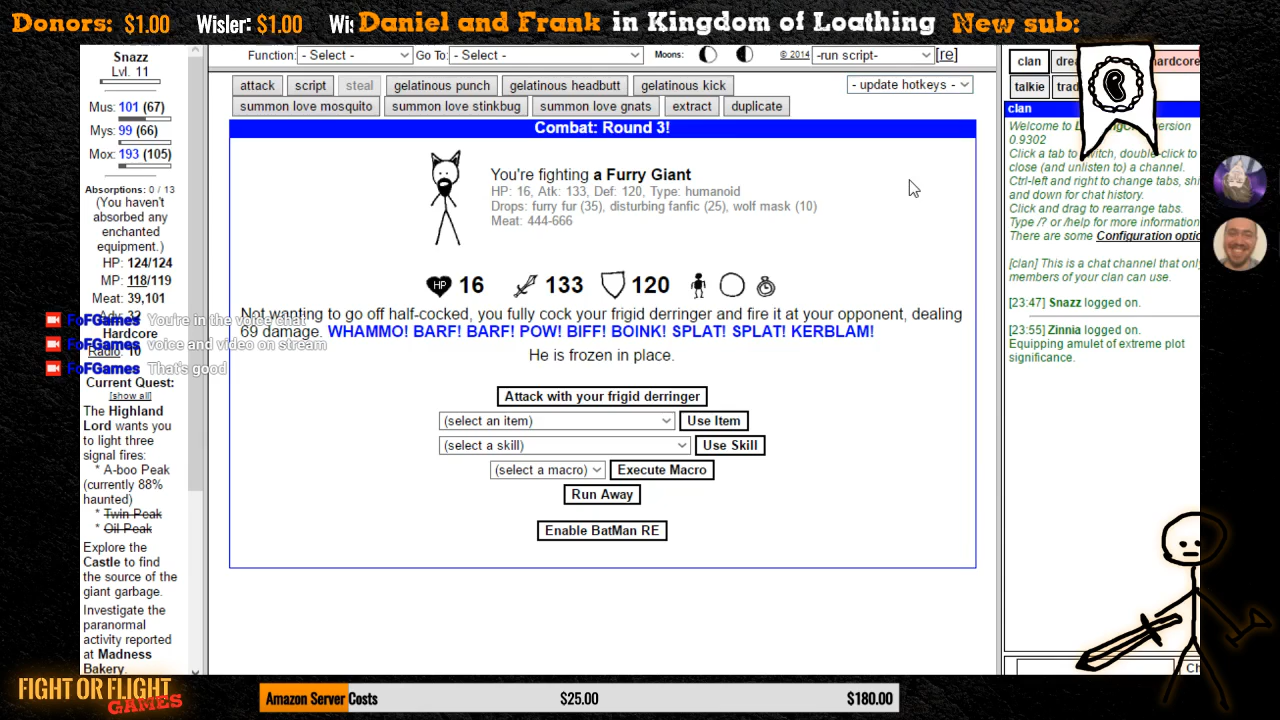 Donors: $1.00 Wisler: $1.00 Wis Daniel and Frank in Kingdom of Loathing New sub:
Snazz
Lvl. 11
Mus: 101 (67)
Mys: 99 (66)
Mox: 193 (105)
Absorptions: 0 / 13
(You haven't
absorbed any
enchanted
equipment.)
HP: 124/124
MP: 118/119
Meat: 39,101
Hardcore
Radio: 10
Current Quest:
[show all]
The Highland
Lord wants you
to light three
signal fires:
* A-boo Peak
(currently 88%
haunted)
* Twin Peak
* Oil Peak
Explore the
Castle to find
the source of the
giant garbage.
Investigate the
paranormal
activity reported
at Madness
Bakery.
FoFGames You're in the voice chat
FoFGames voice and video on stream
FoFGames That's good
Function: - Select - Go To: - Select - Moons: © 2014 -run script- [re]
attack script steal gelatinous punch gelatinous headbutt gelatinous kick - update hotkeys -
summon love mosquito summon love stinkbug summon love gnats extract duplicate
Combat: Round 3!
You're fighting a Furry Giant
HP: 16, Atk: 133, Def: 120, Type: humanoid
Drops: furry fur (35), disturbing fanfic (25), wolf mask (10)
Meat: 444-666
HP 16 133 120
Not wanting to go off half-cocked, you fully cock your frigid derringer and fire it at your opponent, dealing
69 damage. WHAMMO! BARF! BARF! POW! BIFF! BOINK! SPLAT! SPLAT! KERBLAM!
He is frozen in place.
Attack with your frigid derringer
(select an item) Use Item
(select a skill) Use Skill
(select a macro) Execute Macro
Run Away
Enable BatMan RE
clan hardcore
talkie
clan
Welcome to version
0.9302
Click a tab to switch, double-click to
close (and unlisten to) a channel.
Ctrl-left and right to change tabs,
and down for chat history.
Click and drag to rearrange tabs.
Type /? or /help for more information
There are some Configuration
[clan] This is a chat channel that
members of your clan can use.
[23:47] Snazz logged on.
[23:55] Zinnia logged on.
Equipping amulet of extreme plot
significance.
FIGHT OR FLIGHT
GAMES
Amazon Server Costs $25.00 $180.00